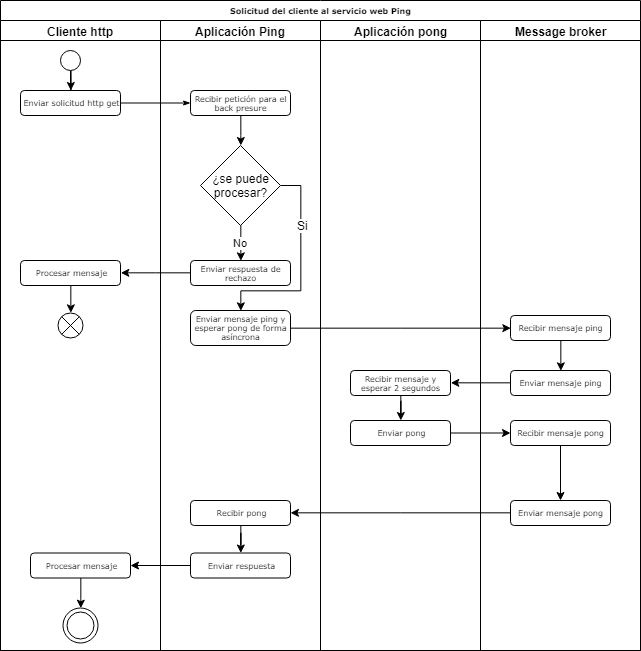 Solicitud del cliente al servicio web Ping
Cliente http
Aplicación Ping
Aplicación pong
Message broker
Enviar solicitud http get
Recibir petición para el
back presure
¿se puede
procesar?
Si
No
Procesar mensaje
Enviar respuesta de
rechazo
Enviar mensaje ping y
esperar pong de forma
asíncrona
Recibir mensaje ping
Recibir mensaje y
esperar 2 segundos
Enviar mensaje ping
Enviar pong
Recibir mensaje pong
Recibir pong
Enviar mensaje pong
Procesar mensaje
Enviar respuesta